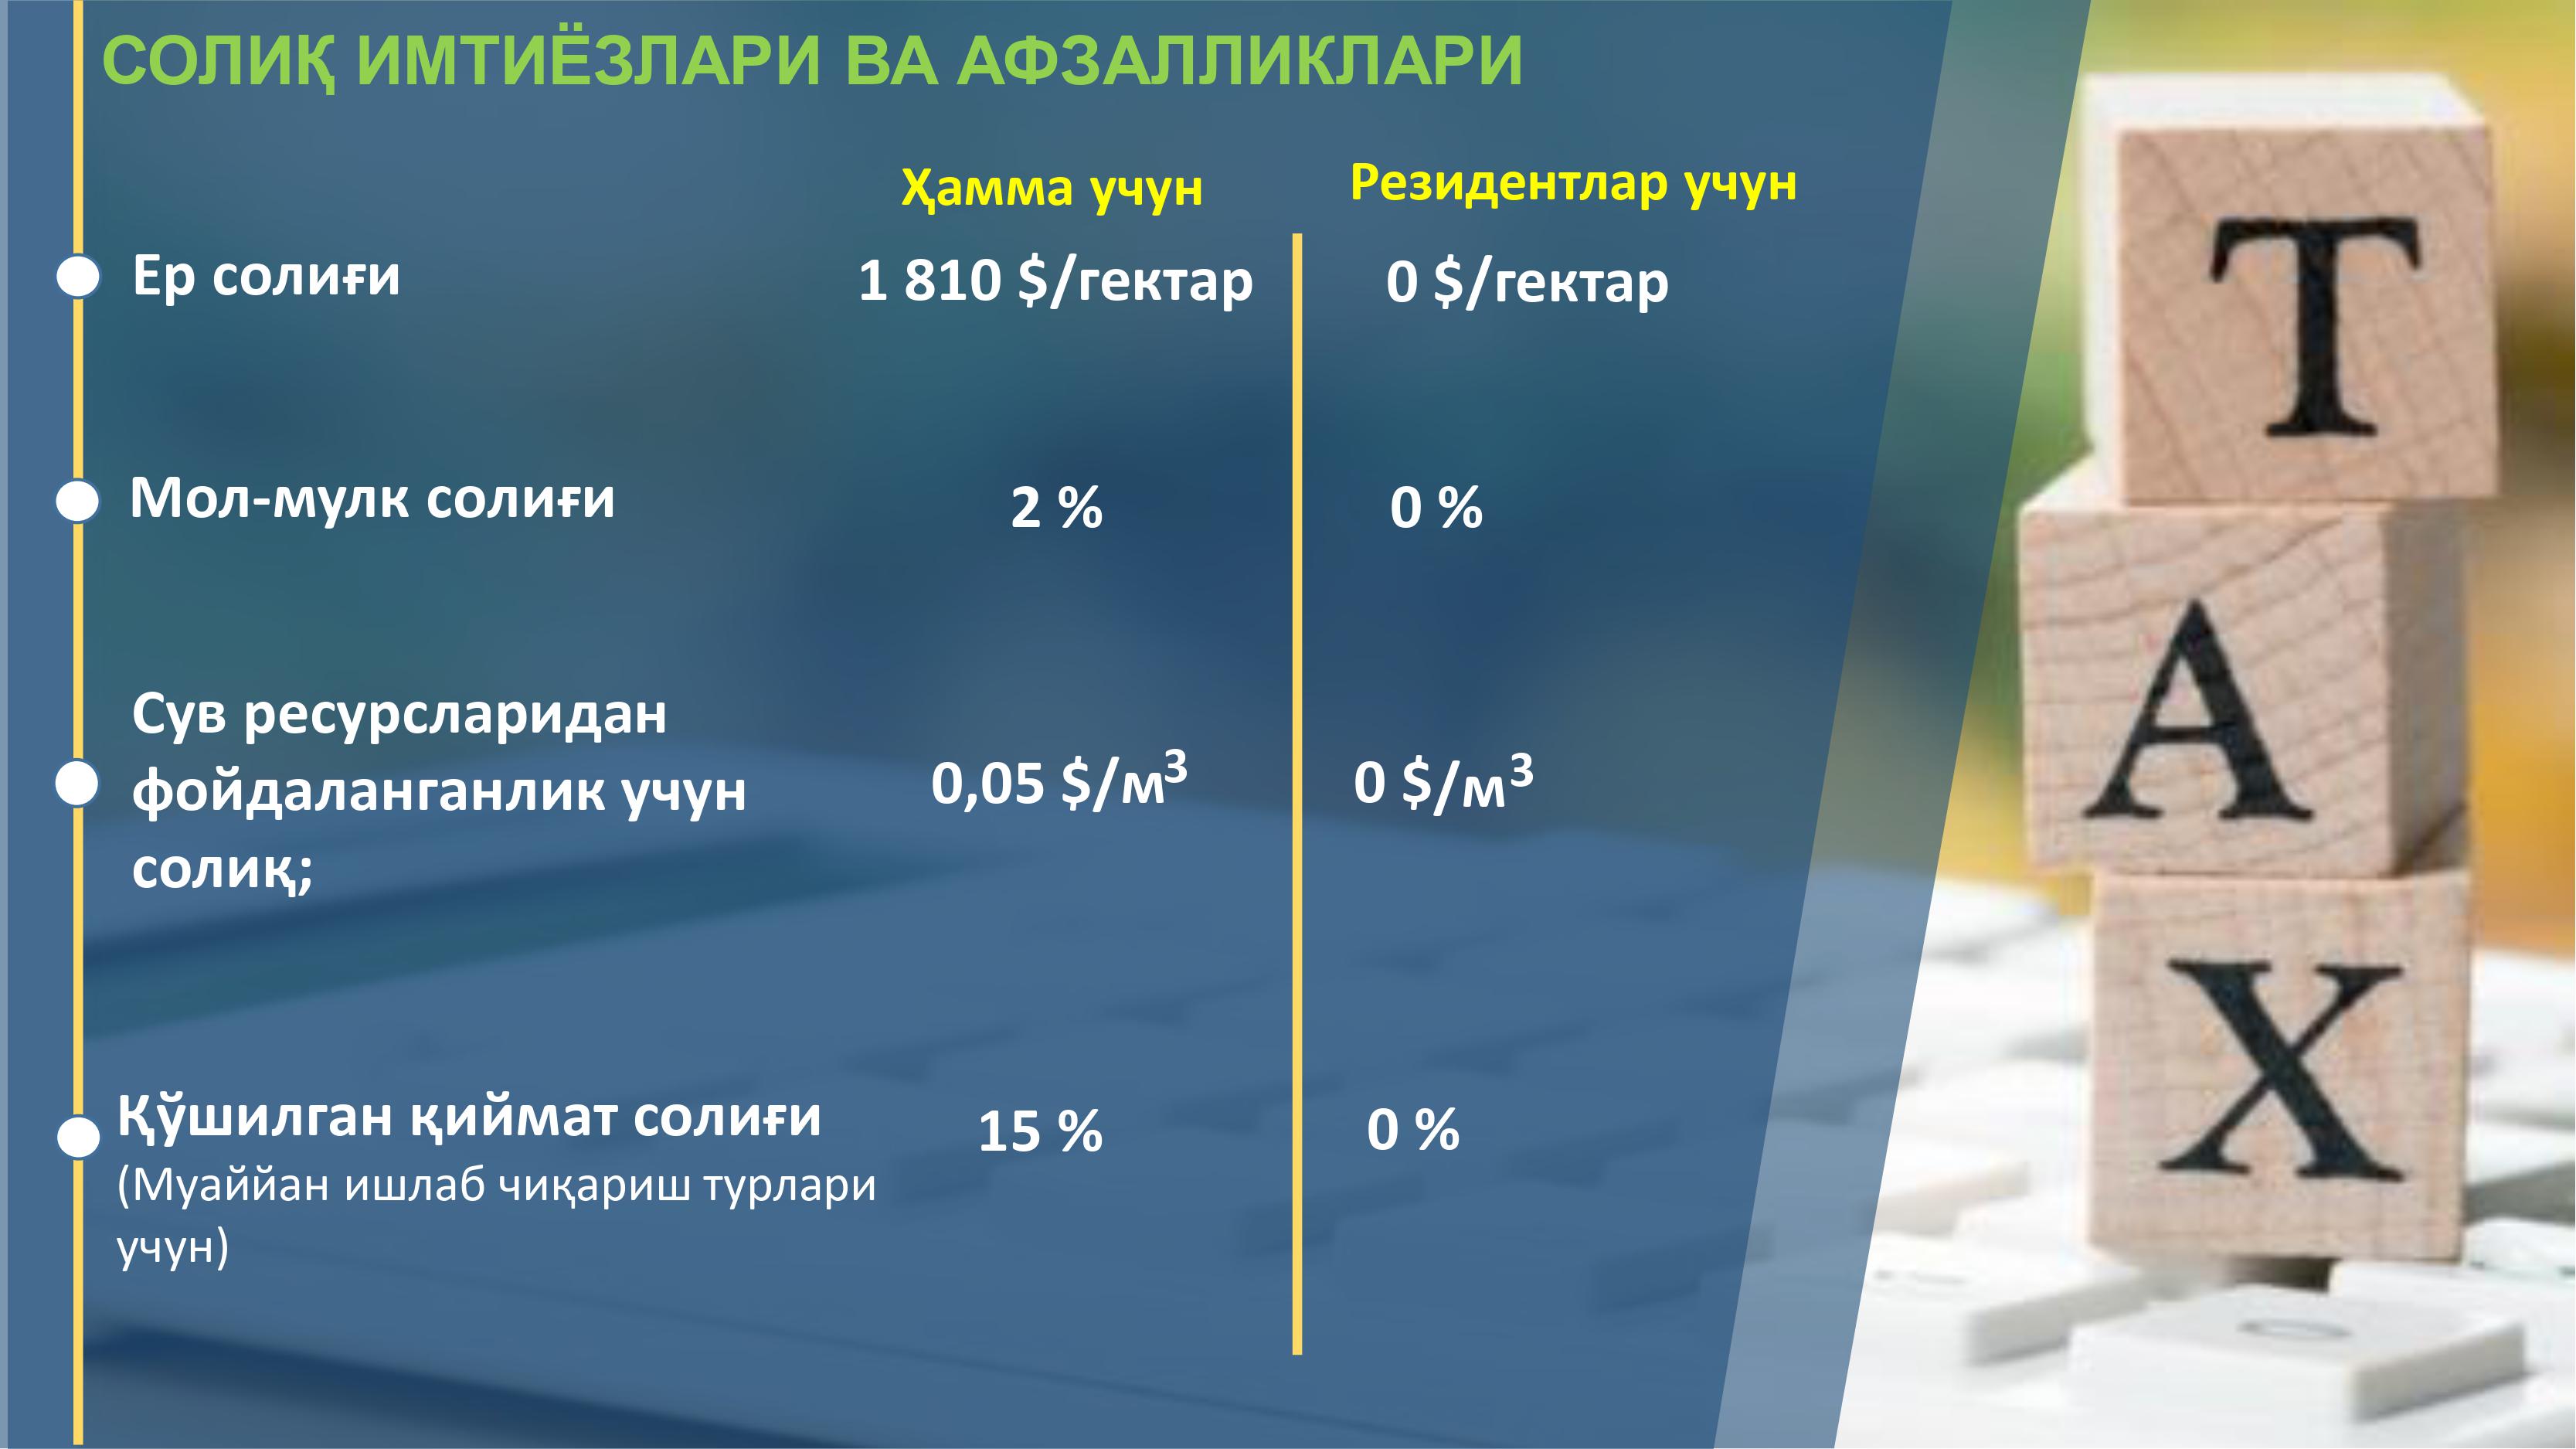 СОЛИҚ ИМТИЁЗЛАРИ ВА АФЗАЛЛИКЛАРИ
Ҳамма учун
Резидентлар учун
Ер солиғи
1 810 $/гектар
0 $/гектар
Мол-мулк солиғи
2 %
0 %
Сув ресурсларидан
фойдаланганлик учун
солиқ;
0,05 $/м³
0 $/м³
Қўшилган қиймат солиғи
(Муаййан ишлаб чиқариш турлари
учун)
15 %
0 %
T
A
X